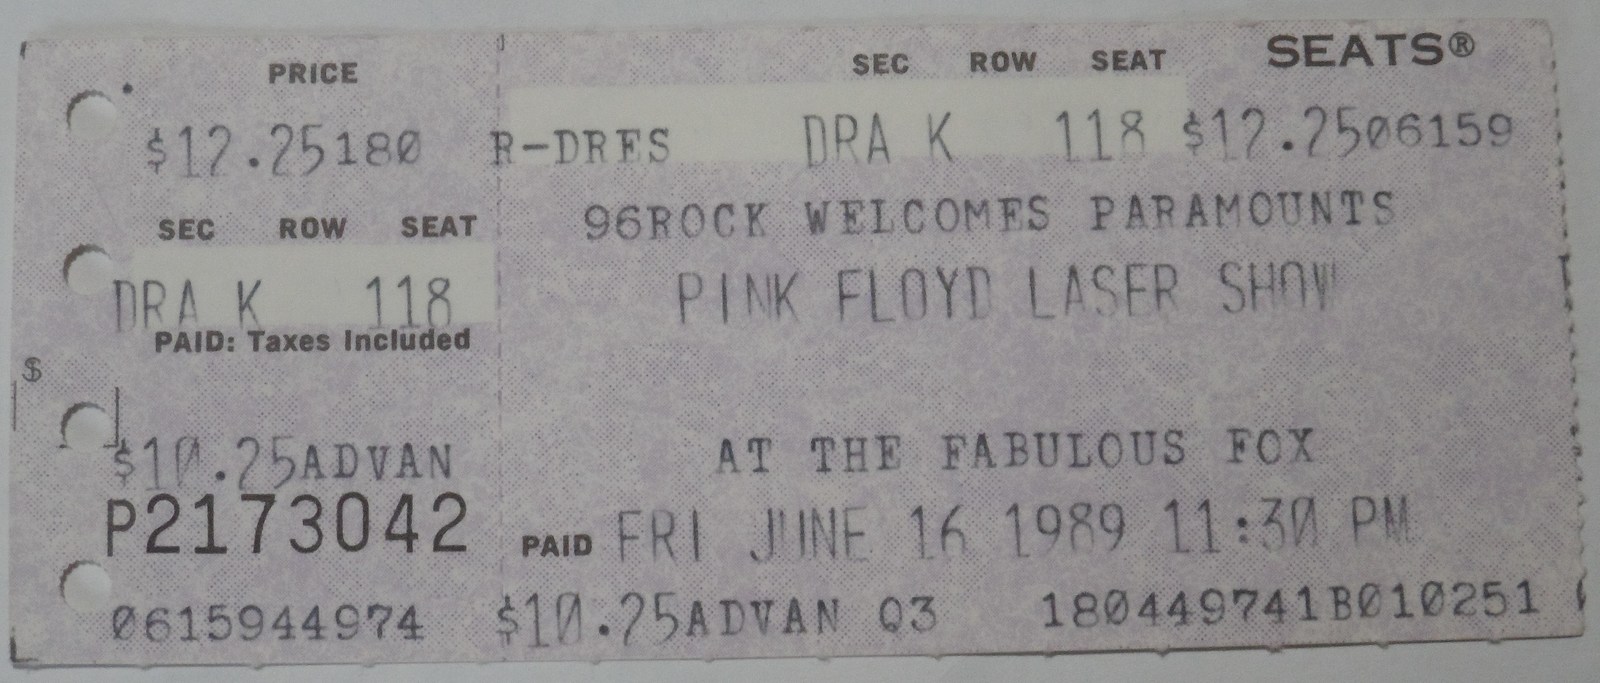 PRICE
$12.25180
SEC ROW SEAT
DRA K 118
PAID: Taxes Included
$
$10.25ADVAN
P2173042
0615944974
SEC ROW SEAT SEATS®
R-DRES DRA K 118 $12.2506159
96ROCK WELCOMES PARAMOUNTS
PINK FLOYD LASER SHOW
AT THE FABULOUS FOX
PAID FRI JUNE 16 1989 11:30 PM
$10.25ADVAN Q3 180449741B010251